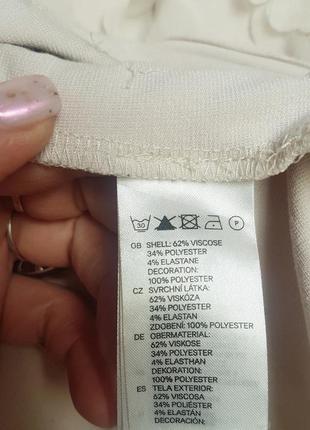 30 P
GB SHELL: 62% VISCOSE
34% POLYESTER
4% ELASTANE
DECORATION:
100% POLYESTER
CZ SVRCHNÍ LÁTKA:
62% VISKÓZA
34% POLYESTER
4% ELASTAN
ZDOBENÍ: 100% POLYESTER
DE OBERMATERIAL:
62% VISKOSE
34% POLYESTER
4% ELASTHAN
DEKORATION:
100% POLYESTER
ES TELA EXTERIOR:
62% VISCOSA
34% POLIÉSTER
4% ELASTÁN
DECORACIÓN: